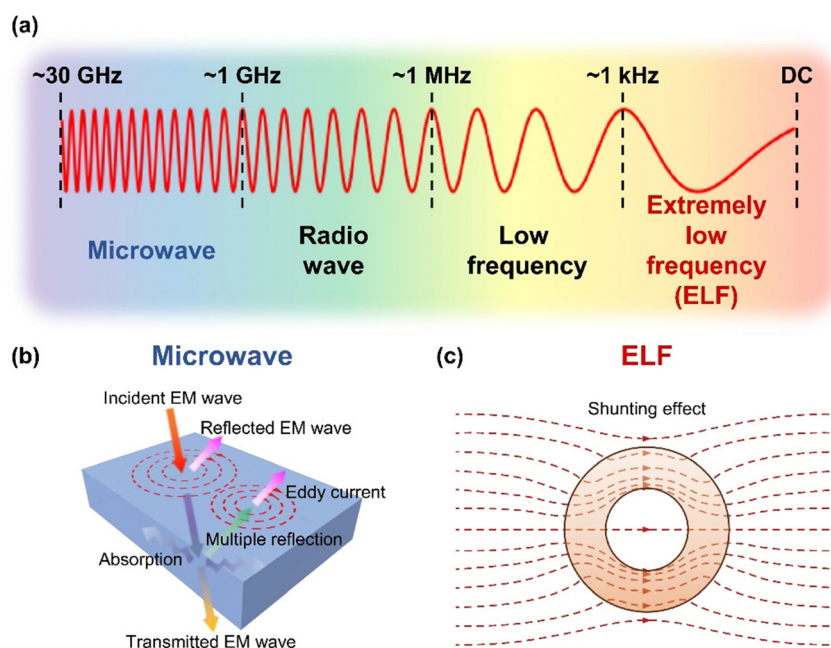 (a)
~30 GHz ~1 GHz ~1 MHz ~1 kHz DC
Microwave
Radio
wave
Low
frequency
Extremely
low
frequency
(ELF)
(b) Microwave
Incident EM wave
Reflected EM wave
Eddy current
Multiple reflection
Absorption
Transmitted EM wave
(c) ELF
Shunting effect